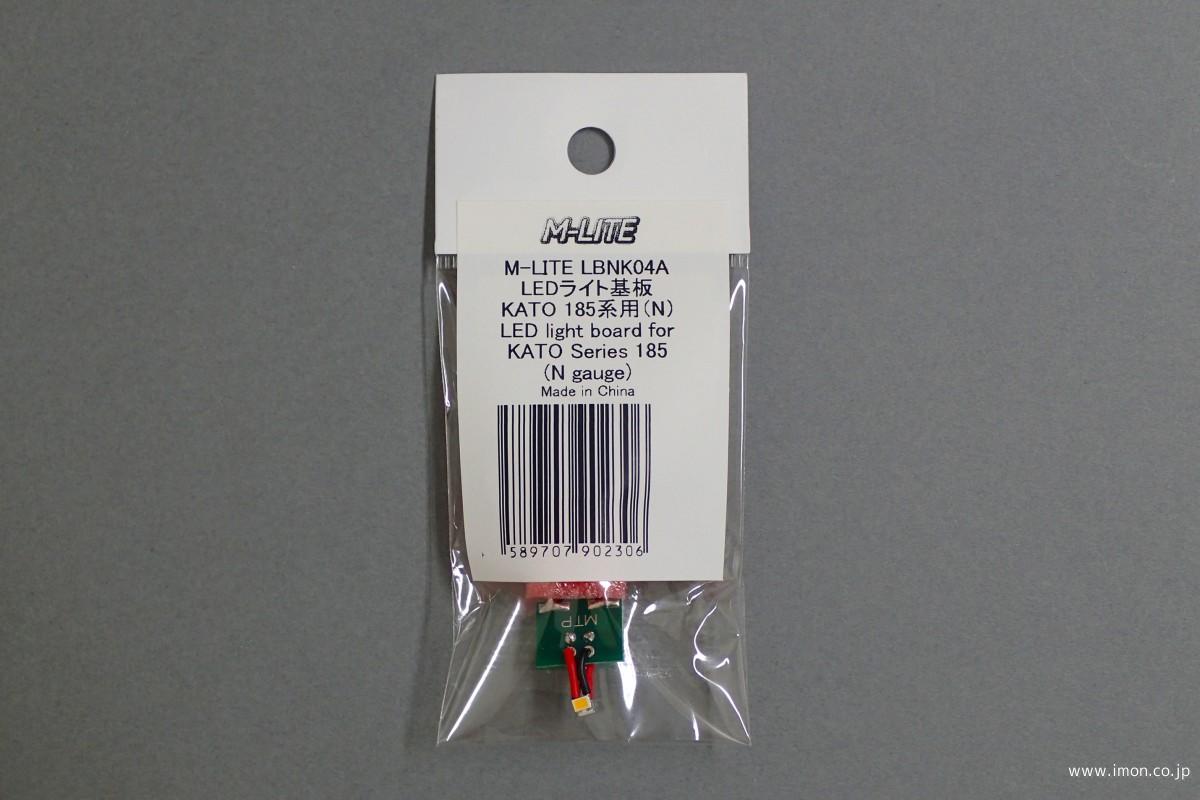 M-LITE
M-LITE LBNK04A
LEDライト基板
KATO 185系用(N)
LED light board for
KATO Series 185
(N gauge)
Made in China
589707 902306
MTP
www.imon.co.jp